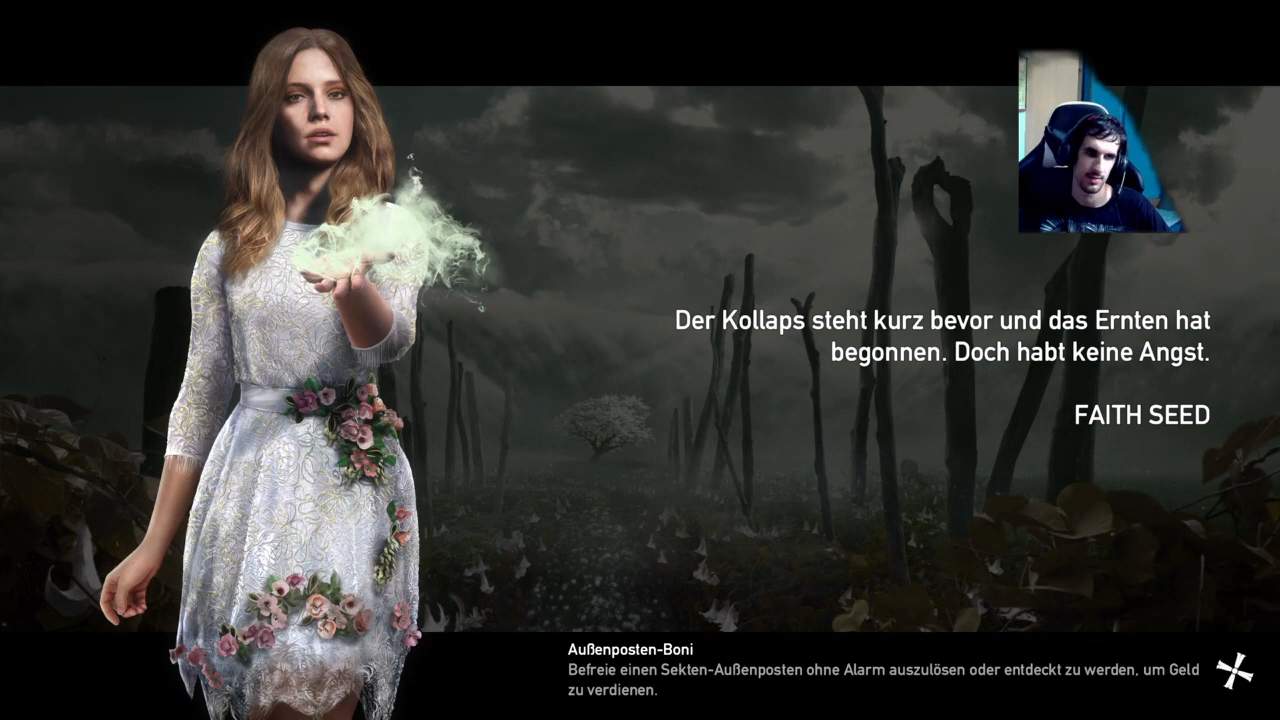 Der Kollaps steht kurz bevor und das Ernten hat
begonnen. Doch habt keine Angst.
FAITH SEED
Außenposten-Boni
Befreie einen Sekten-Außenposten ohne Alarm auszulösen oder entdeckt zu werden, um Geld
zu verdienen.